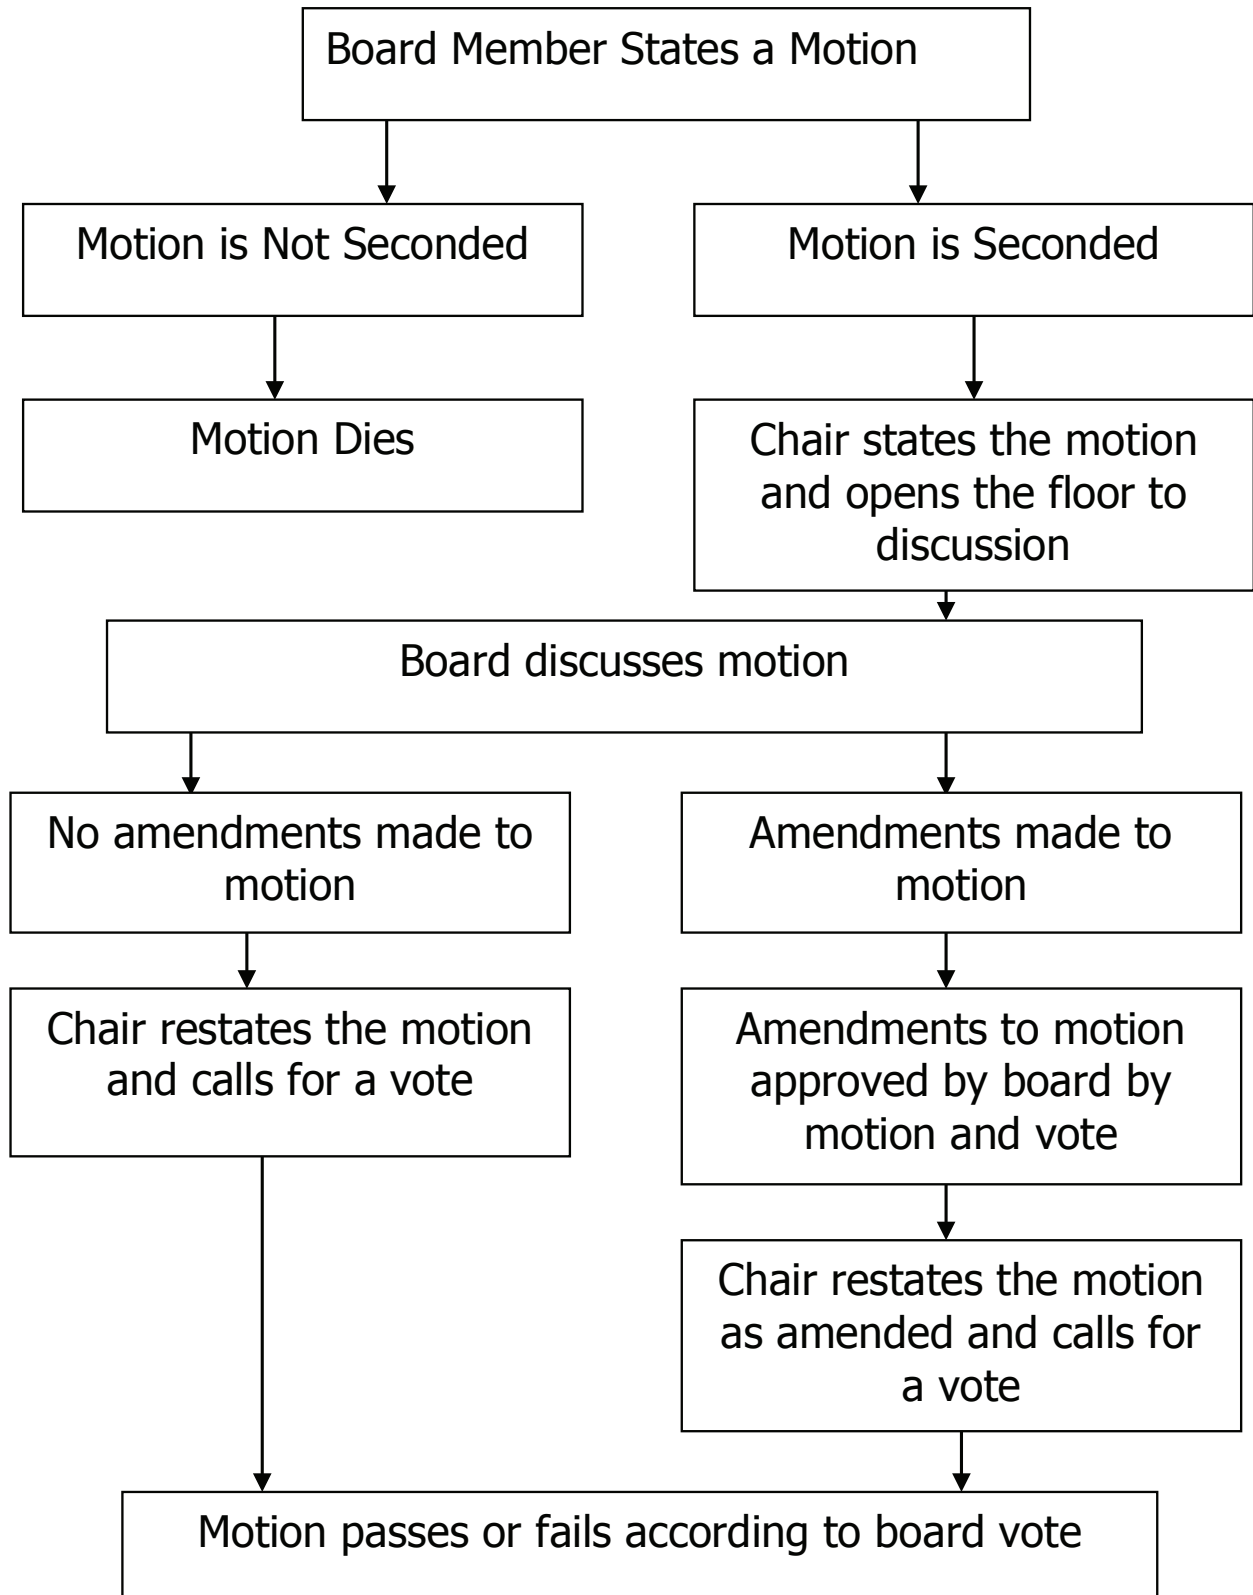 Board Member States a Motion
Motion is Not Seconded
Motion is Seconded
Motion Dies
Chair states the motion
and opens the floor to
discussion
Board discusses motion
No amendments made to
motion
Amendments made to
motion
Chair restates the motion
and calls for a vote
Amendments to motion
approved by board by
motion and vote
Chair restates the motion
as amended and calls for
a vote
Motion passes or fails according to board vote